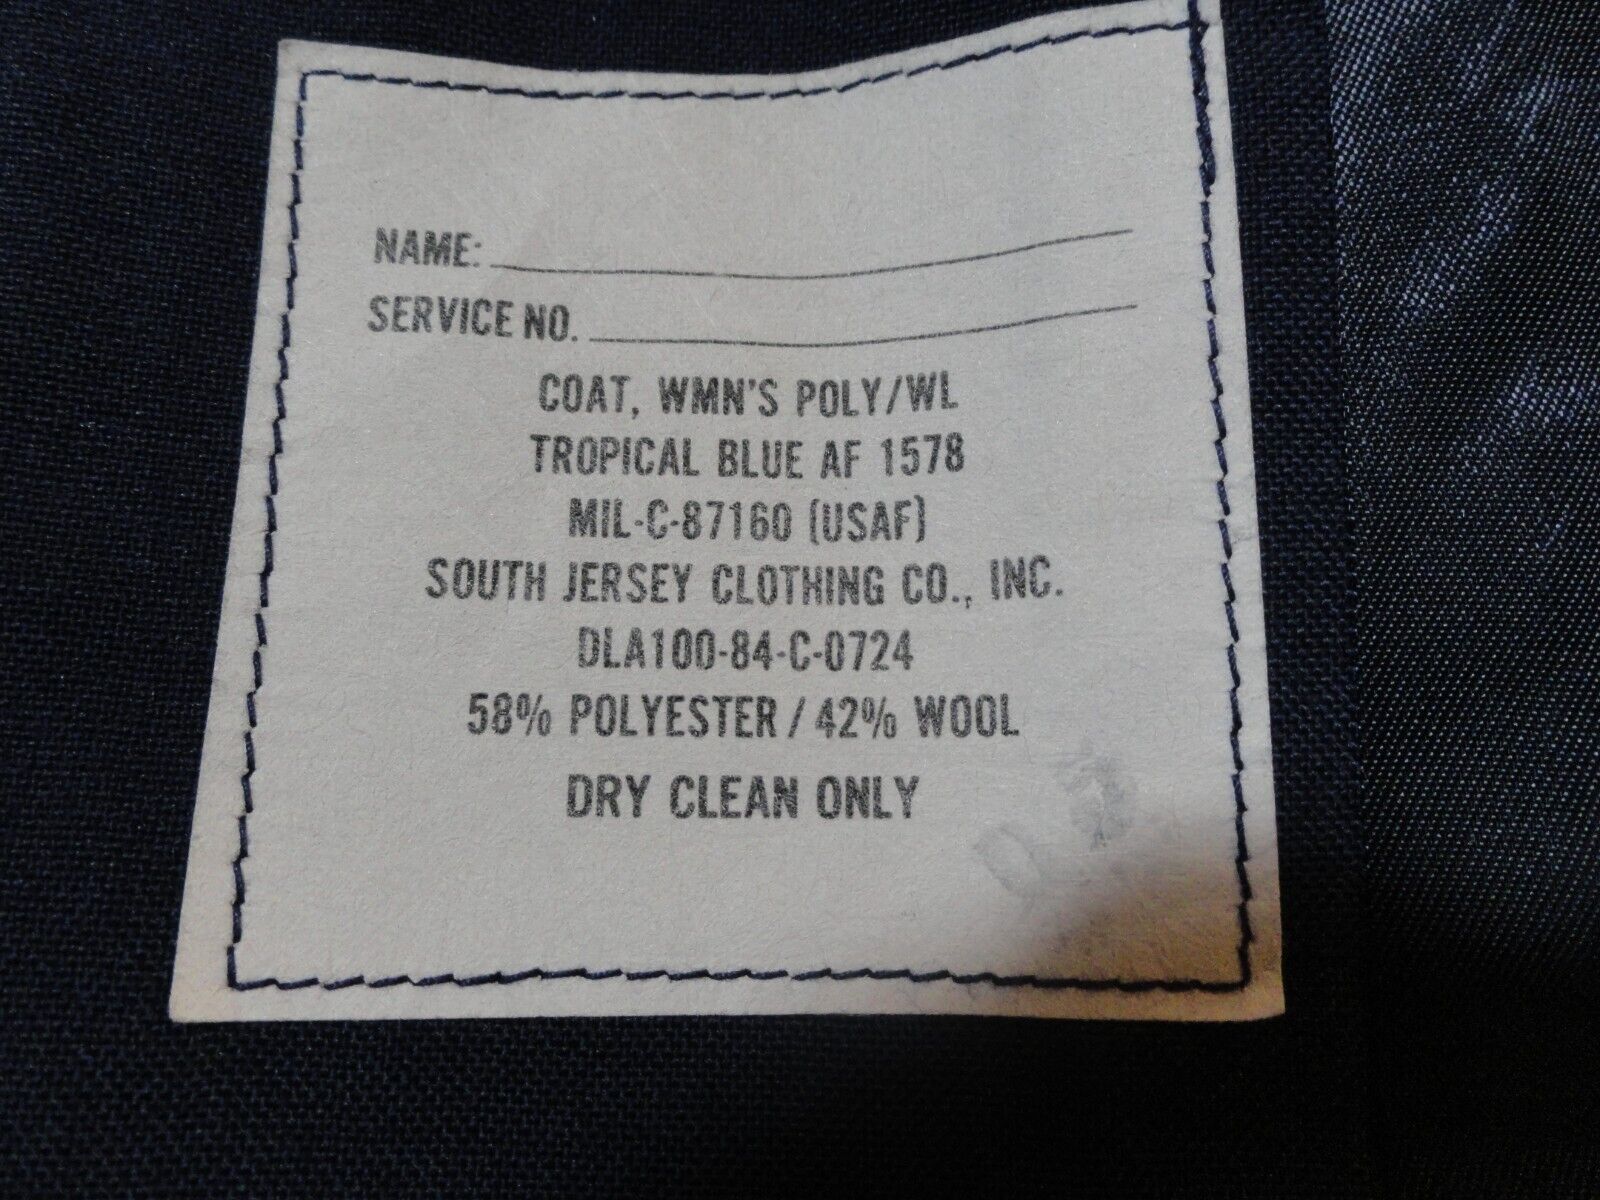 NAME:
SERVICE NO.
COAT, WMN'S POLY/WL
TROPICAL BLUE AF 1578
MIL-C-87160 (USAF)
SOUTH JERSEY CLOTHING CO., INC.
DLA100-84-C-0724
58% POLYESTER / 42% WOOL
DRY CLEAN ONLY